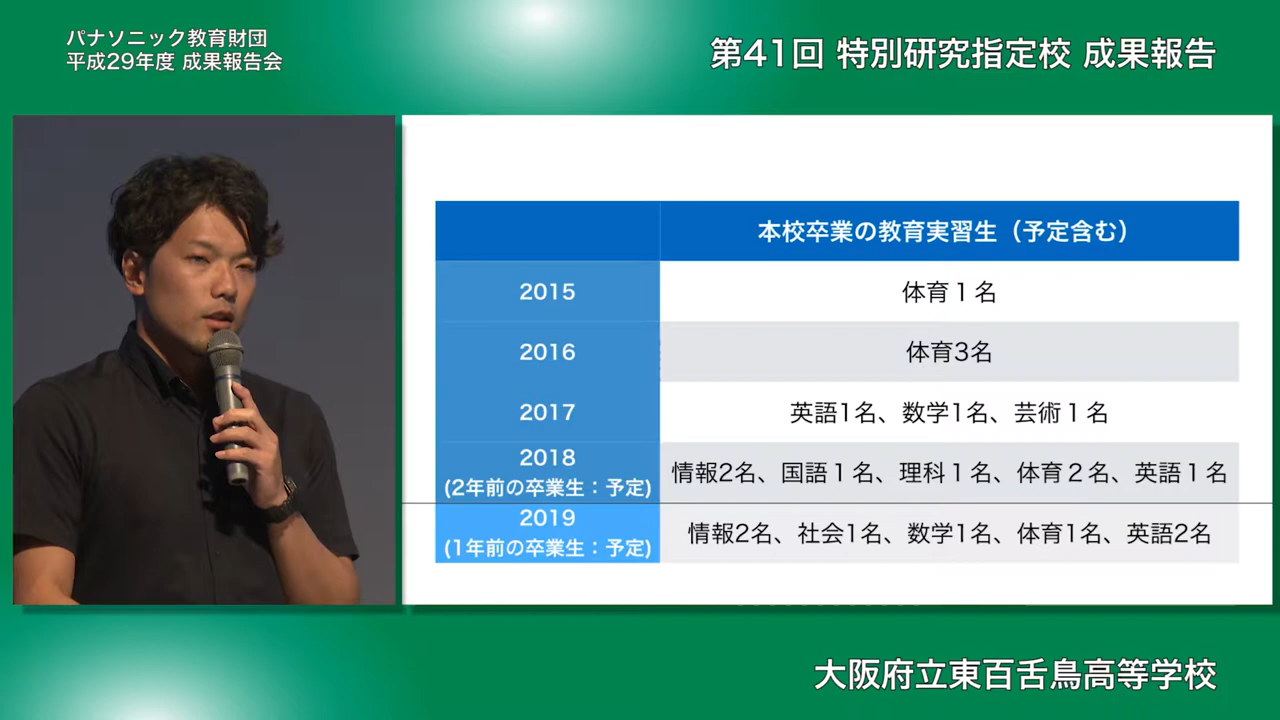 パナソニック教育財団
平成29年度 成果報告会
第41回 特別研究指定校 成果報告
本校卒業の教育実習生（予定含む）
2015
体育１名
2016
体育3名
2017
英語1名、数学1名、芸術１名
2018
(2年前の卒業生：予定)
情報2名、国語１名、理科１名、体育２名、英語１名
2019
(1年前の卒業生：予定)
情報2名、社会1名、数学1名、体育1名、英語2名
大阪府立東百舌鳥高等学校